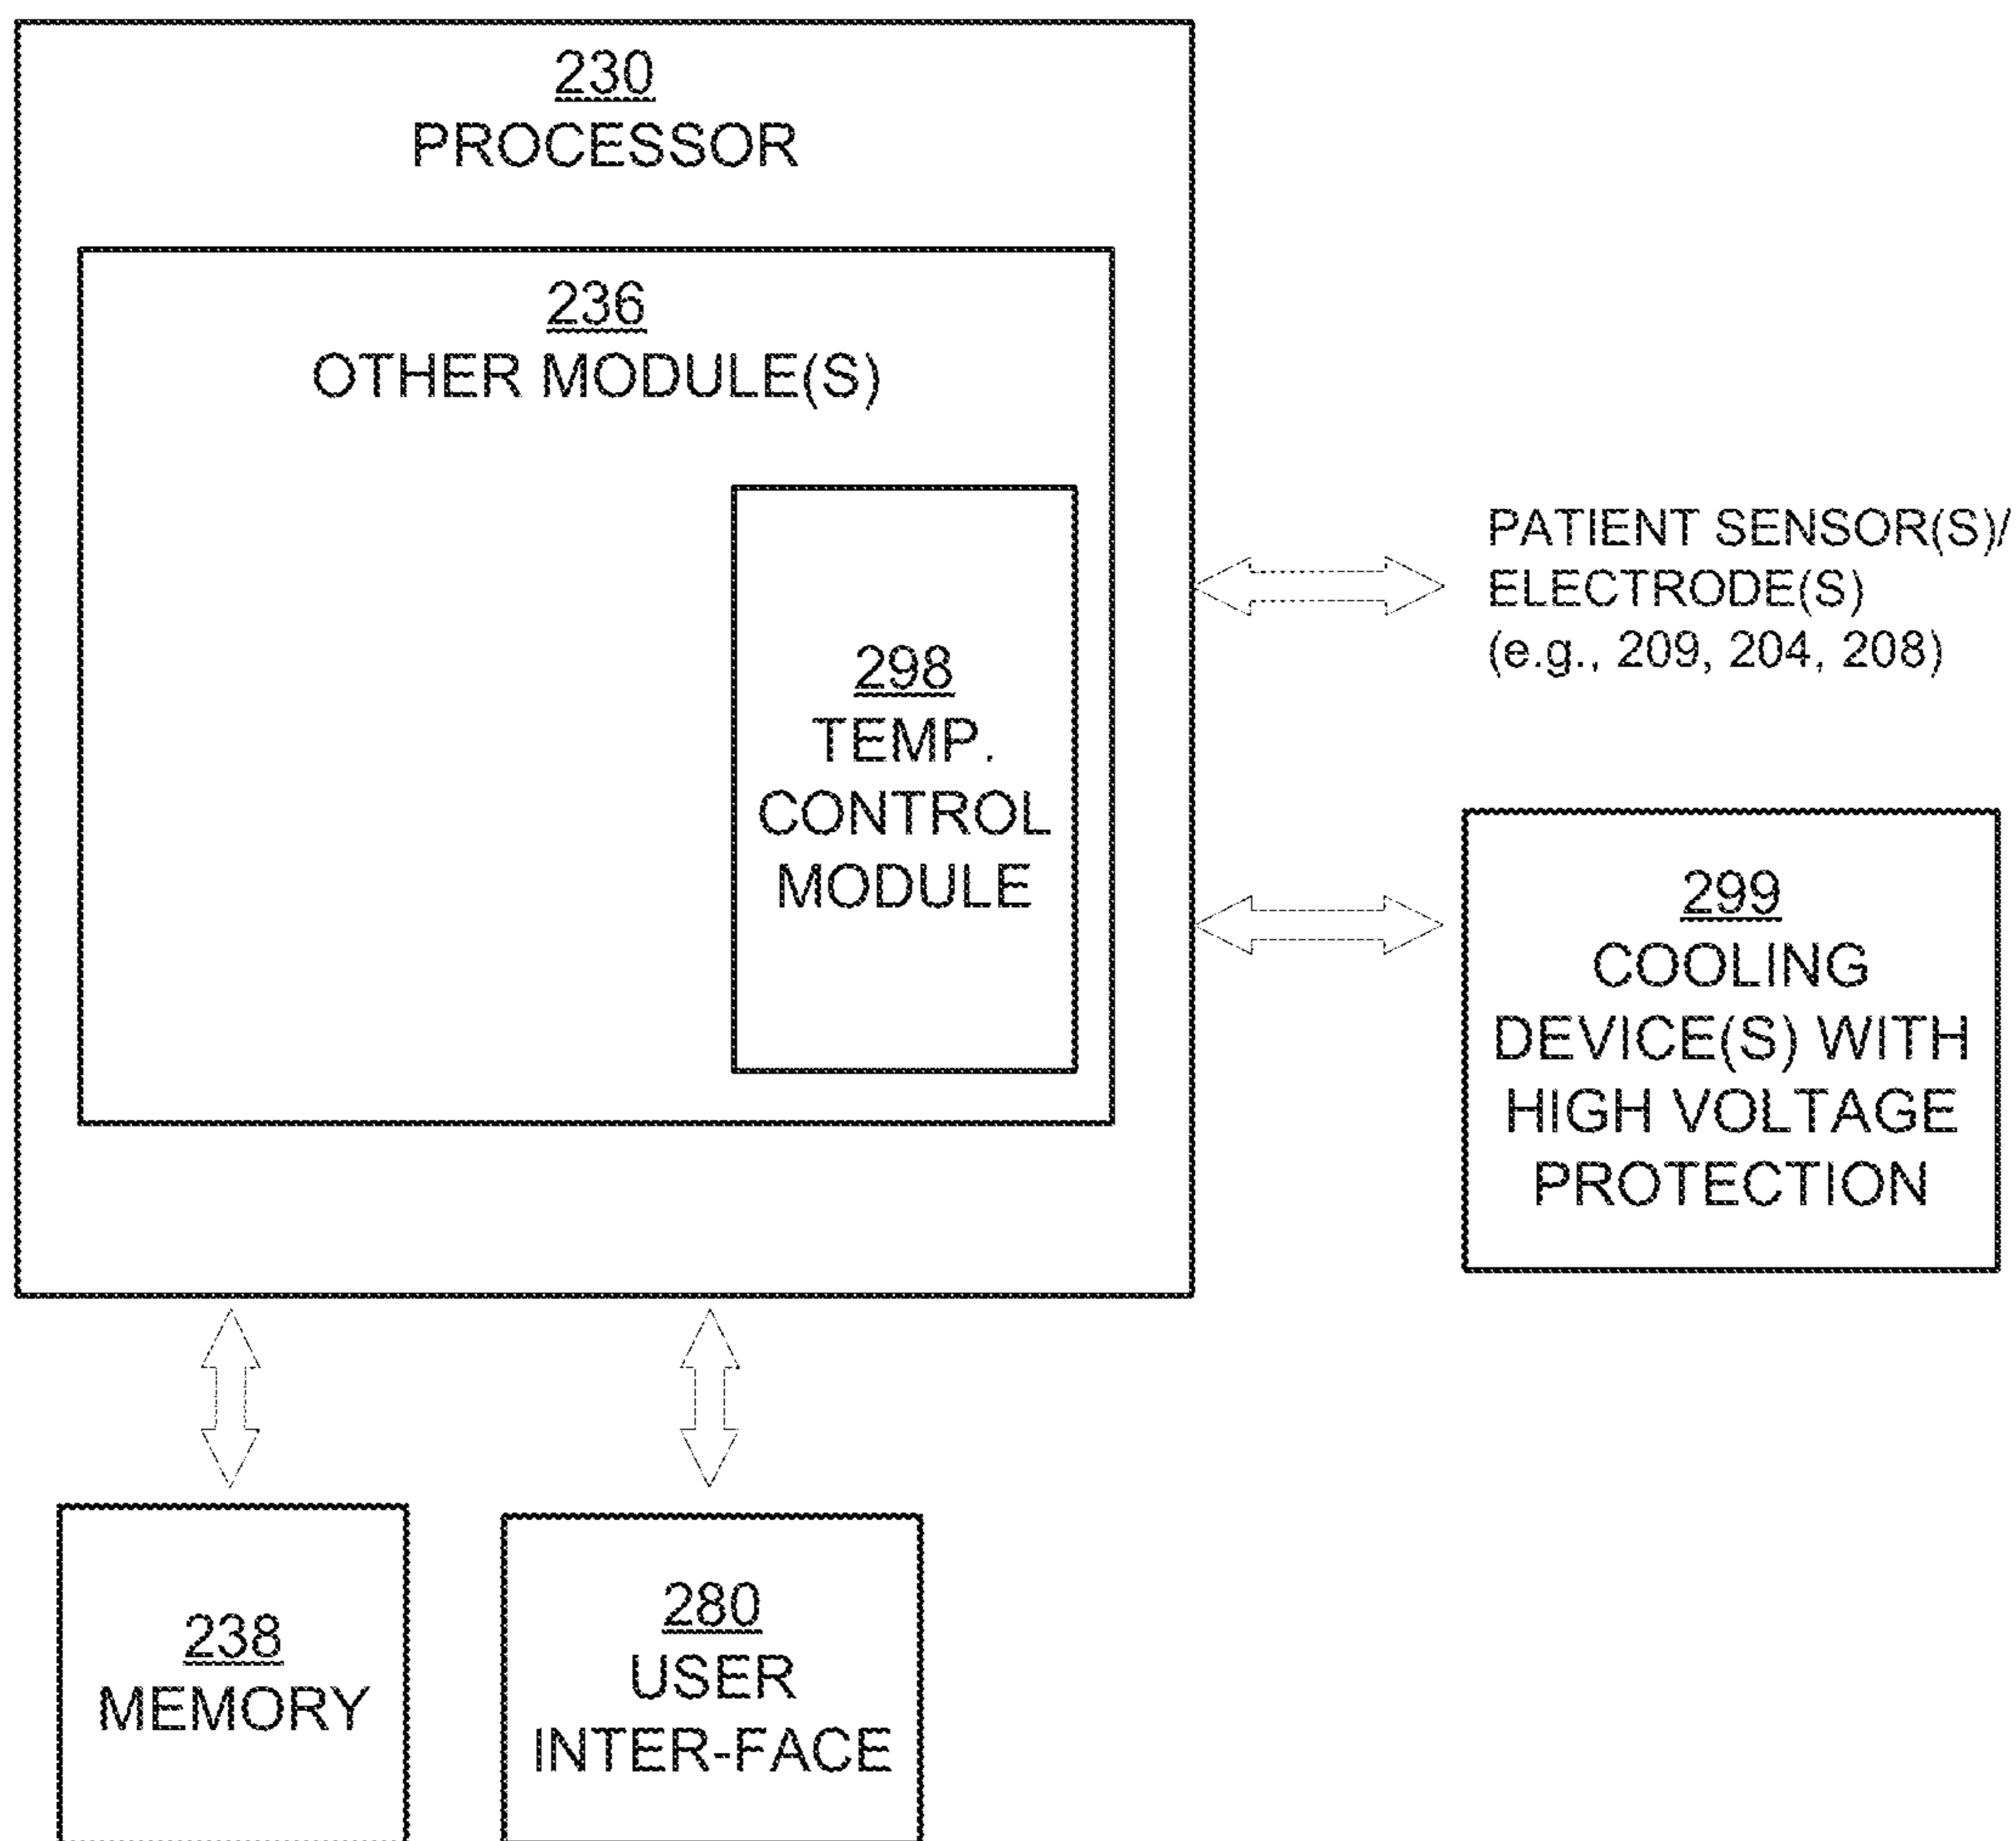 230
PROCESSOR
236
OTHER MODULE(S)
298
TEMP.
CONTROL
MODULE
PATIENT SENSOR(S)/
ELECTRODE(S)
(e.g., 209, 204, 208)
299
COOLING
DEVICE(S) WITH
HIGH VOLTAGE
PROTECTION
238
MEMORY
280
USER
INTER-FACE